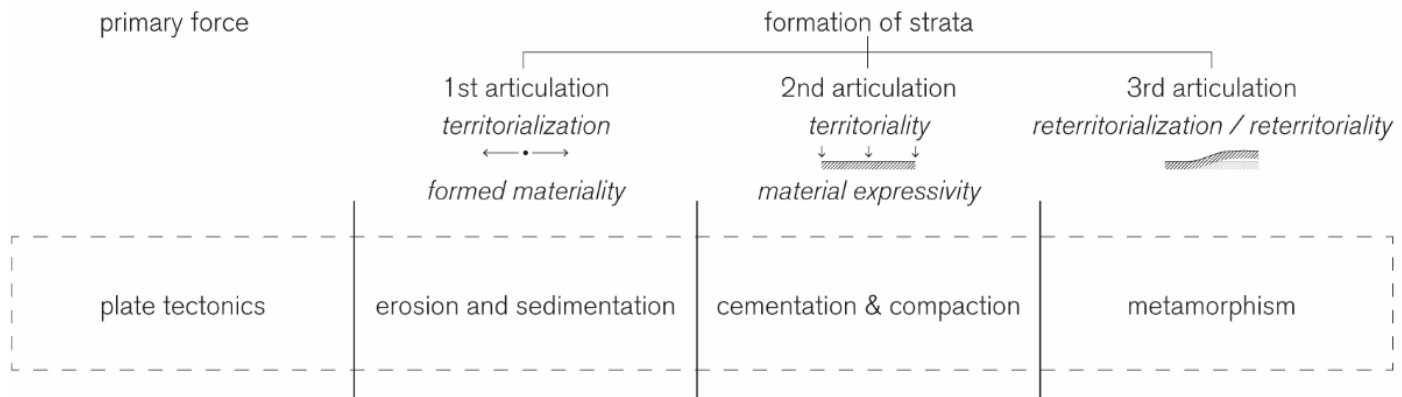 primary force
formation of strata
1st articulation
territorialization
formed materiality
2nd articulation
territoriality
material expressivity
3rd articulation
reterritorialization / reterritoriality
plate tectonics
erosion and sedimentation
cementation & compaction
metamorphism